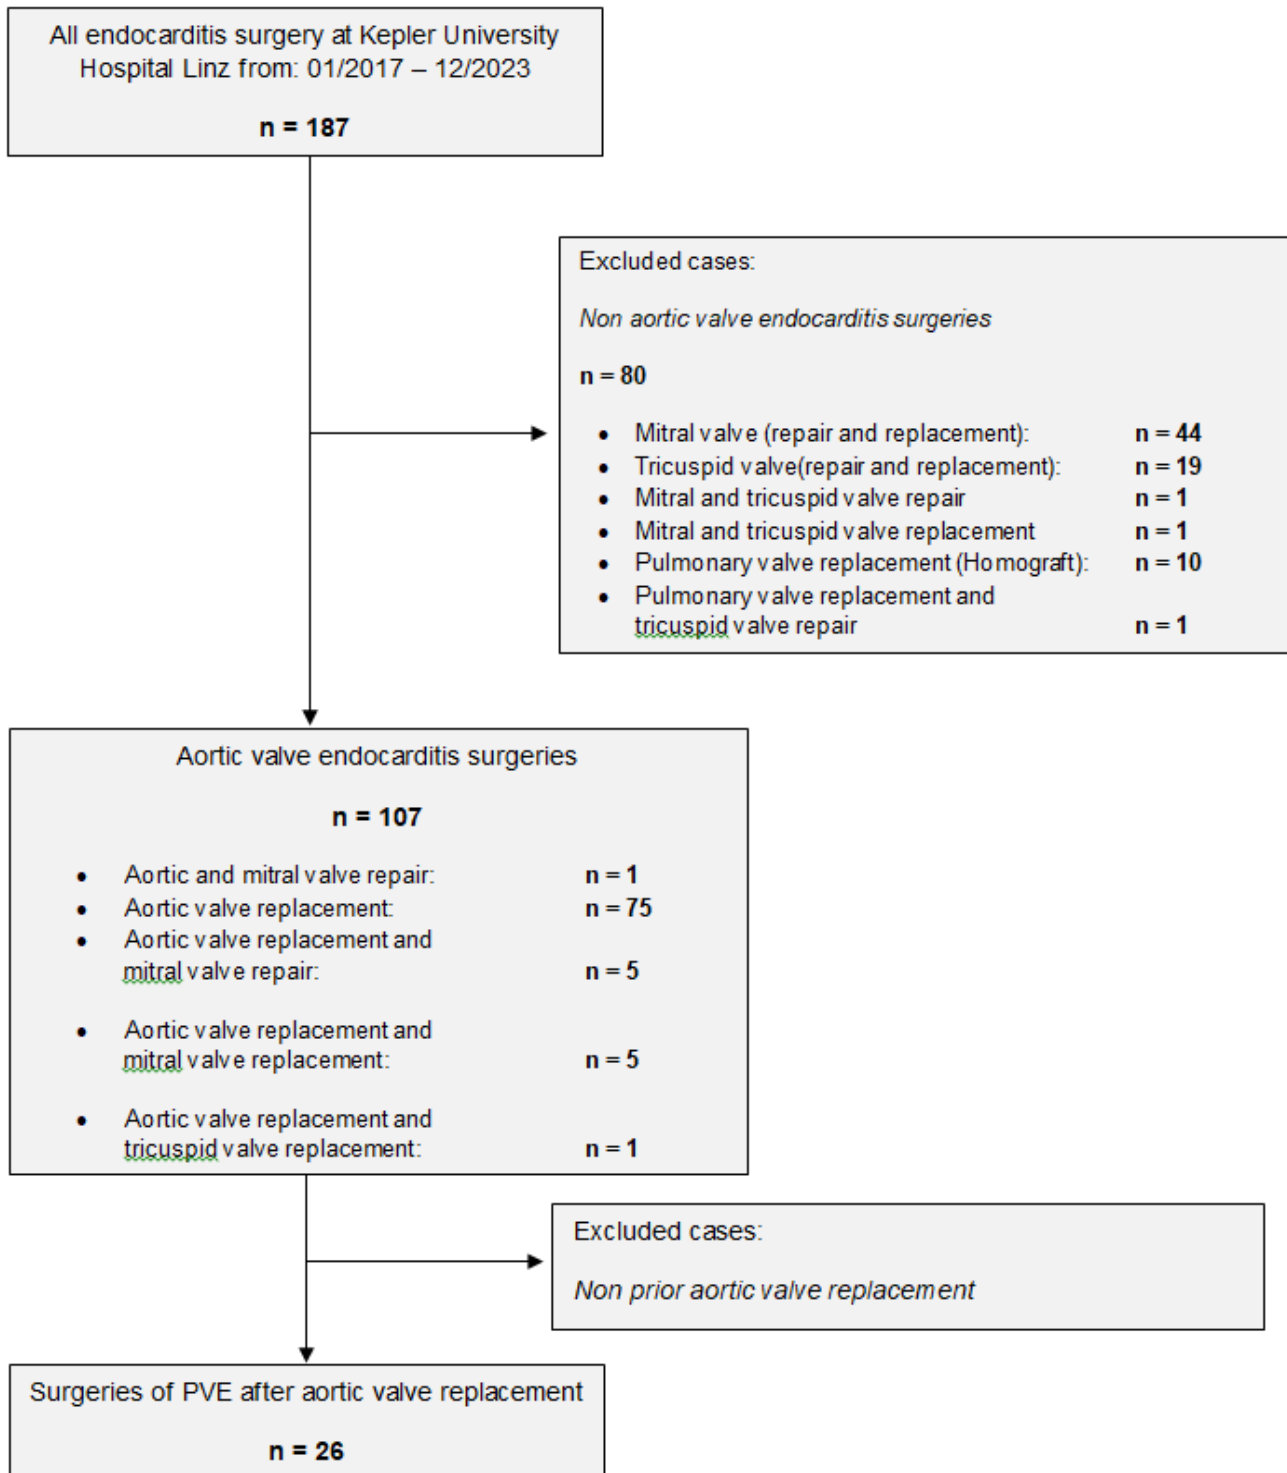 All endocarditis surgery at Kepler University
Hospital Linz from: 01/2017 – 12/2023
n = 187
Excluded cases:
Non aortic valve endocarditis surgeries
n = 80
• Mitral valve (repair and replacement): n = 44
• Tricuspid valve(repair and replacement): n = 19
• Mitral and tricuspid valve repair n = 1
• Mitral and tricuspid valve replacement n = 1
• Pulmonary valve replacement (Homograft): n = 10
• Pulmonary valve replacement and
tricuspid valve repair n = 1
Aortic valve endocarditis surgeries
n = 107
• Aortic and mitral valve repair: n = 1
• Aortic valve replacement: n = 75
• Aortic valve replacement and
mitral valve repair: n = 5
• Aortic valve replacement and
mitral valve replacement: n = 5
• Aortic valve replacement and
tricuspid valve replacement: n = 1
Excluded cases:
Non prior aortic valve replacement
Surgeries of PVE after aortic valve replacement
n = 26